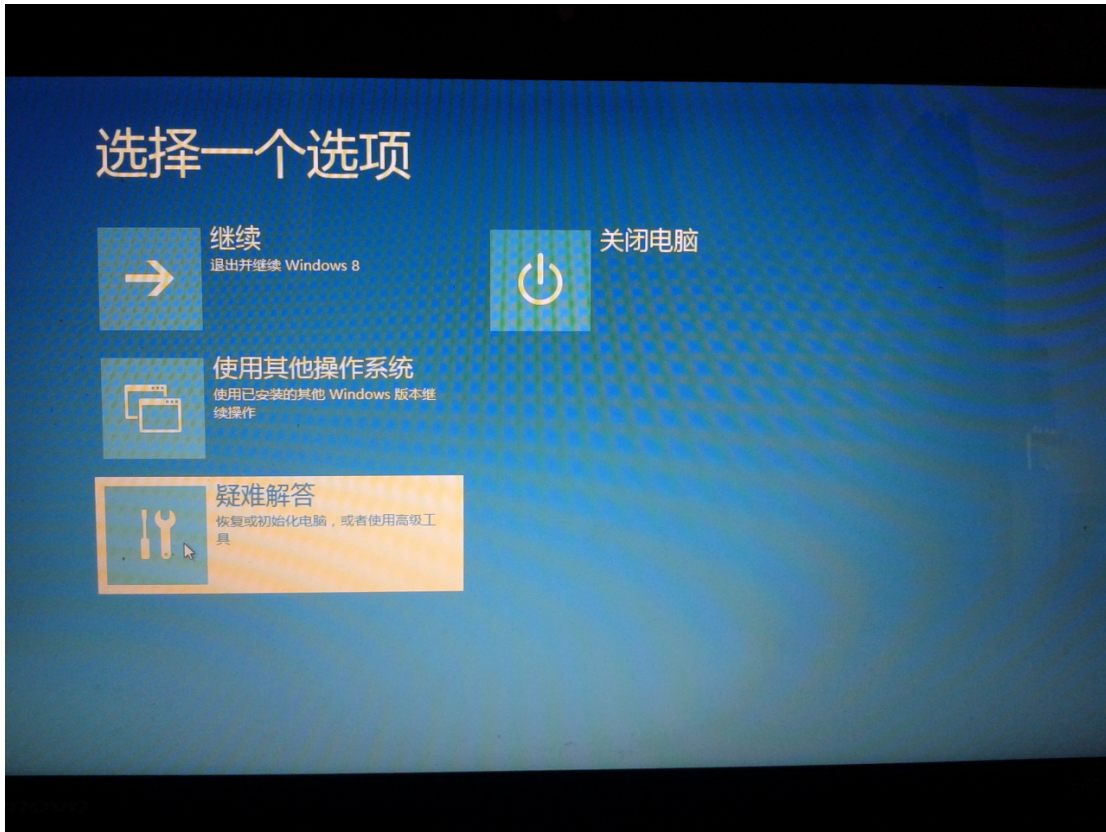 选择一个选项
继续
退出并继续 Windows 8
关闭电脑
使用其他操作系统
使用已安装的其他 Windows 版本继
续操作
疑难解答
恢复或初始化电脑，或者使用高级工
具